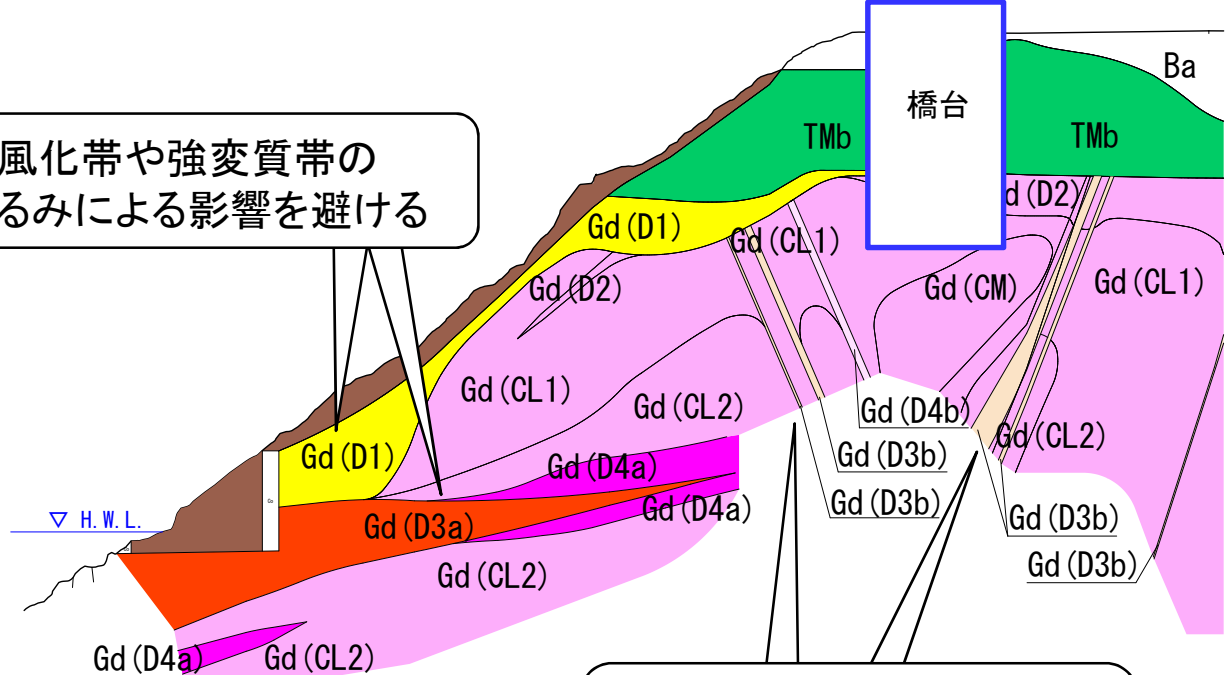 Ba
橋台
TMb
TMb
風化帯や強変質帯の
るみによる影響を避ける
d(D2)
Gd(D1)
Gd(CL1)
Gd(D2)
Gd(CM)
Gd(CL1)
Gd(CL1)
Gd(CL2)
Gd(D4b)
Gd(CL2)
Gd(D1)
Gd(D4a)
Gd(D3b)
Gd(D3b)
Gd(D4a)
▽ H.W.L.
Gd(D3a)
Gd(D3b)
Gd(CL2)
Gd(D3b)
Gd(D4a)
Gd(CL2)